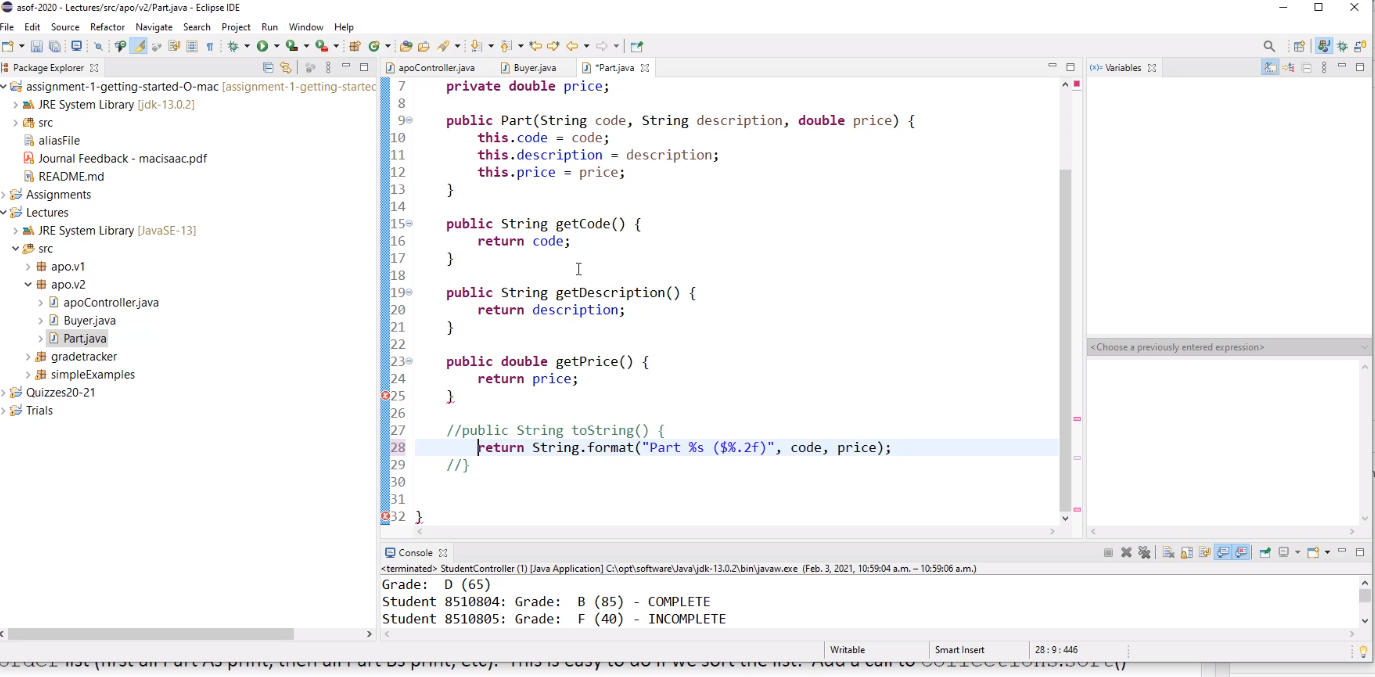 asof-2020 - Lectures/src/apo/v2/Part.java - Eclipse IDE
File Edit Source Refactor Navigate Search Project Run Window Help
Package Explorer
assignment-1-getting-started-O-mac [assignment-1-getting-started
JRE System Library [jdk-13.0.2]
src
aliasFile
Journal Feedback - macisaac.pdf
README.md
Assignments
Lectures
JRE System Library [JavaSE-13]
src
apo.v1
apo.v2
apoController.java
Buyer.java
Part.java
gradetracker
simpleExamples
Quizzes20-21
Trials
apoController.java Buyer.java *Part.java
7 private double price;
8
9 public Part(String code, String description, double price) {
10 this.code = code;
11 this.description = description;
12 this.price = price;
13 }
14
15 public String getCode() {
16 return code;
17 }
18
19 public String getDescription() {
20 return description;
21 }
22
23 public double getPrice() {
24 return price;
25 }
26
27 //public String toString() {
28 return String.format("Part %s ($%.2f)", code, price);
29 //}
30
31
32 }
(x)= Variables
<Choose a previously entered expression>
Console
<terminated> StudentController (1) [Java Application] C:\opt\software\Java\jdk-13.0.2\bin\javaw.exe (Feb. 3, 2021, 10:59:04 a.m. – 10:59:06 a.m.)
Grade: D (65)
Student 8510804: Grade: B (85) - COMPLETE
Student 8510805: Grade: F (40) - INCOMPLETE
Writable Smart Insert 28 : 9 : 446
order list (first all Part As print, then all Part Bs print, etc). This is easy to do if we sort the list. Add a call to Collections.sort()